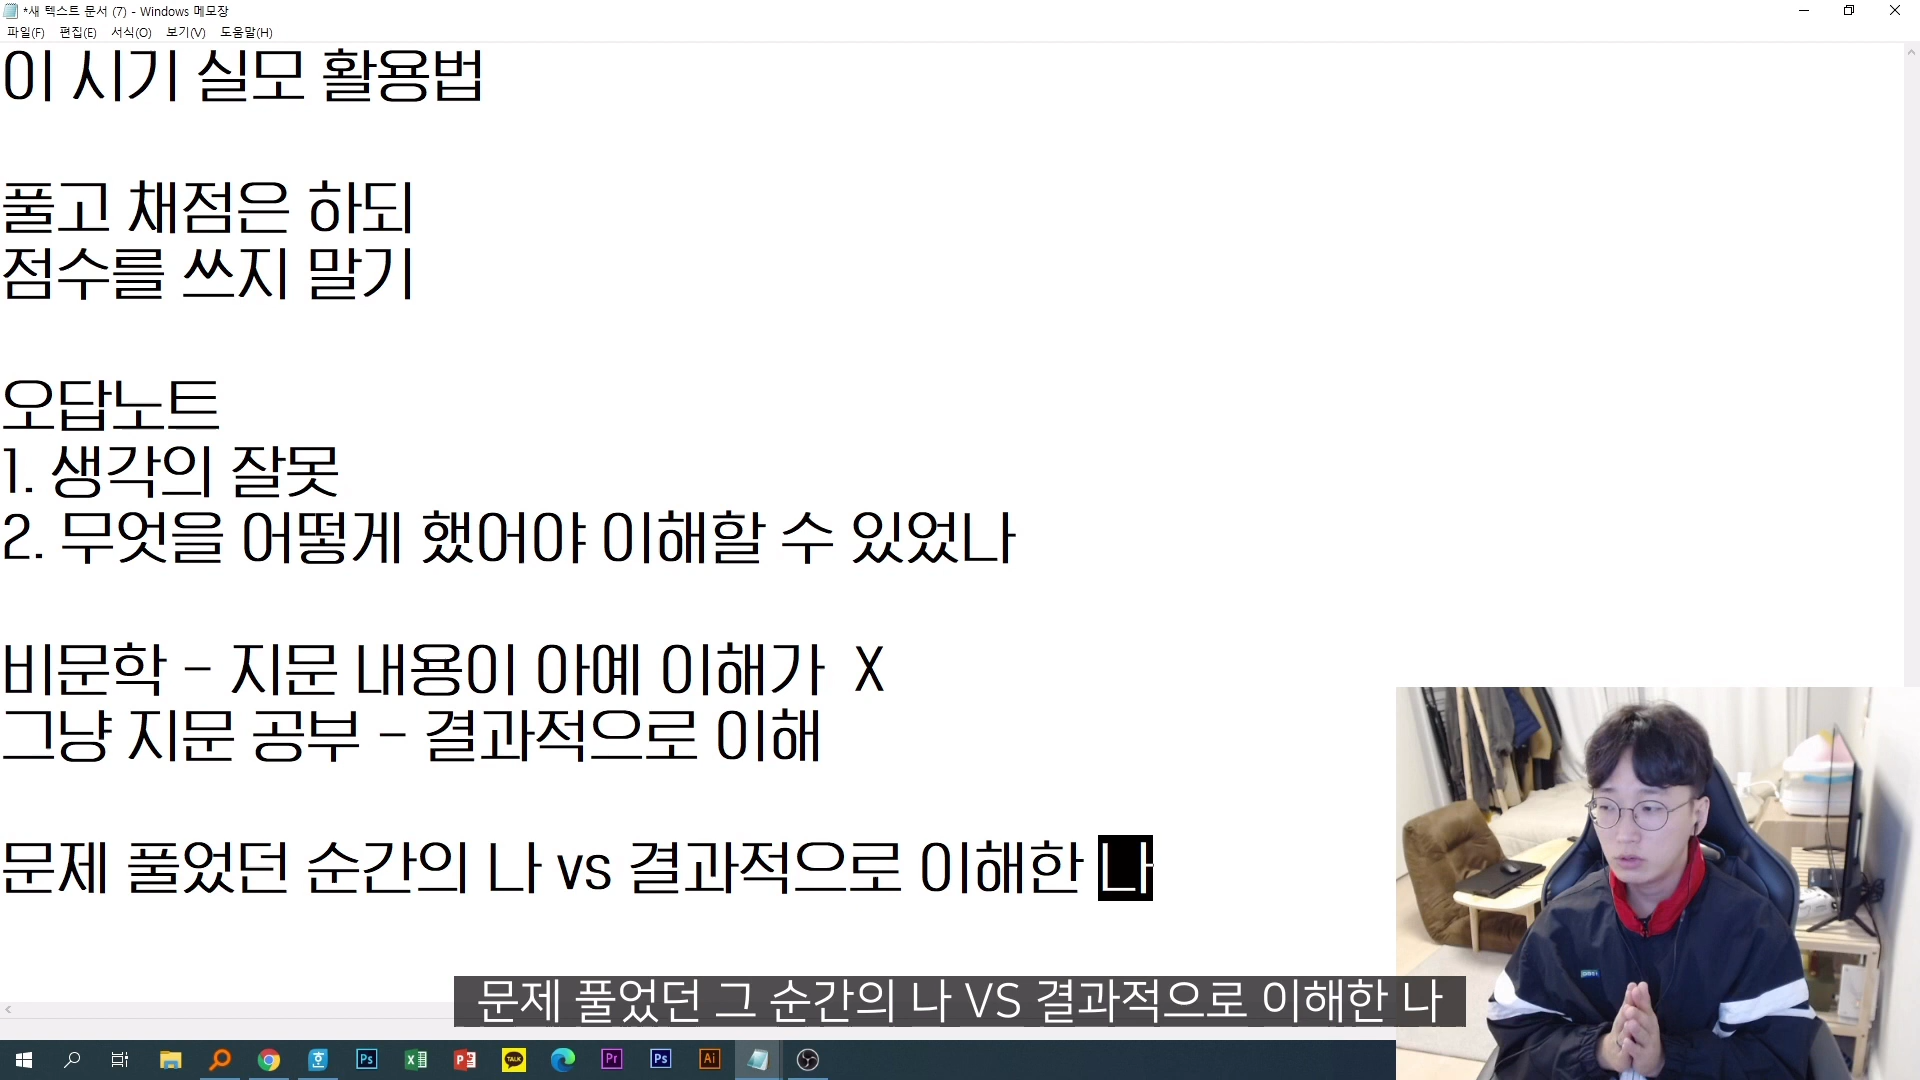 *새 텍스트 문서 (7) - Windows 메모장
파일(F) 편집(E) 서식(O) 보기(V) 도움말(H)
이 시기 실모 활용법
풀고 채점은 하되
점수를 쓰지 말기
오답노트
1. 생각의 잘못
2. 무엇을 어떻게 했어야 이해할 수 있었나
비문학 - 지문 내용이 아예 이해가  X
그냥 지문 공부 - 결과적으로 이해
문제 풀었던 순간의 나 vs 결과적으로 이해한 나
문제 풀었던 그 순간의 나 VS 결과적으로 이해한 나
Ps
TALK
Pr
Ps
Ai